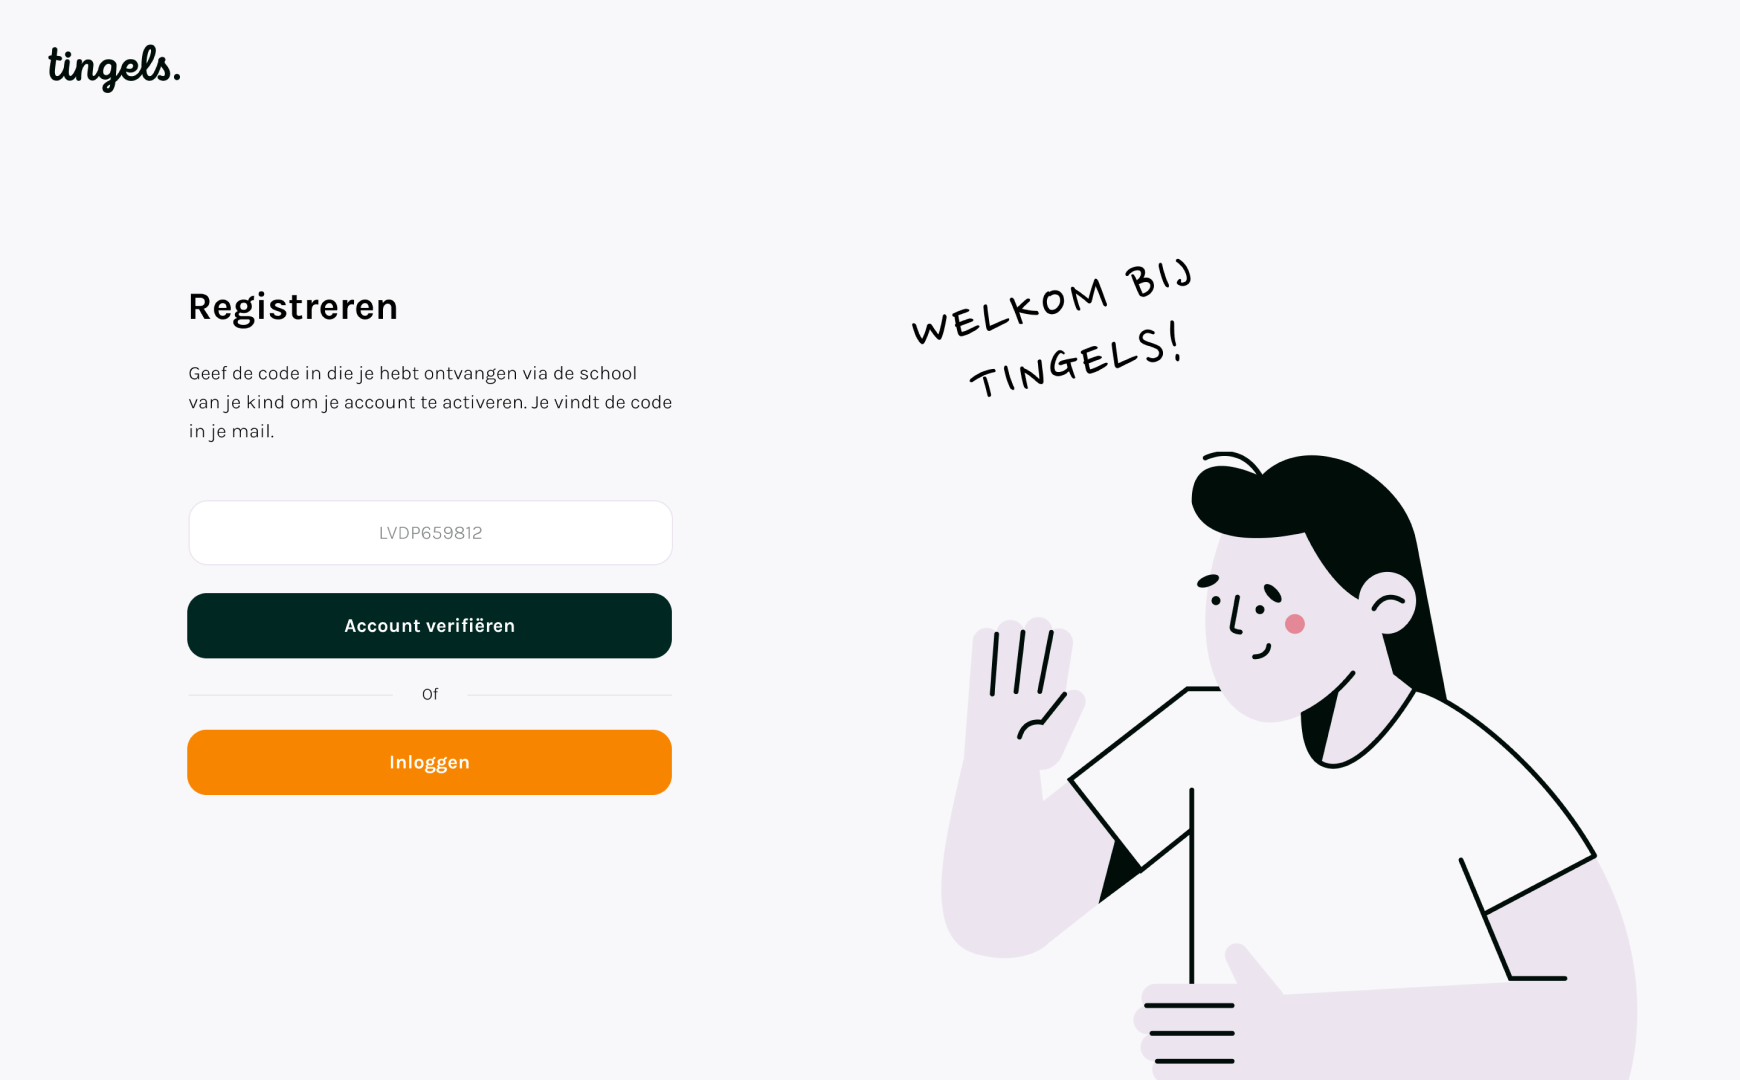 tingels.
Registreren
Geef de code in die je hebt ontvangen via de school
van je kind om je account te activeren. Je vindt de code
in je mail.
LVDP659812
Account verifiëren
Of
Inloggen
WELKOM BIJ
TINGELS!